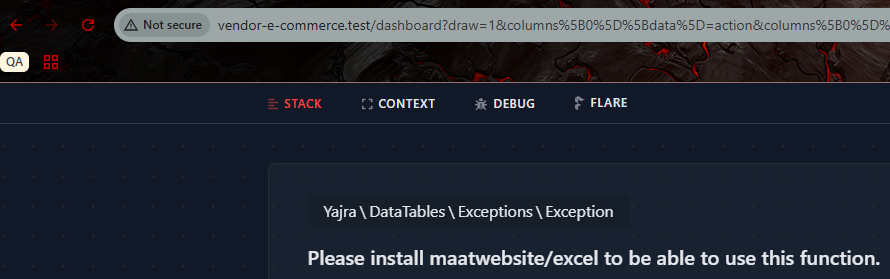 Not secure vendor-e-commerce.test/dashboard?draw=1&columns%5B0%5D%5Bdata%5D=action&columns%5B0%5D%
QA
STACK CONTEXT DEBUG FLARE
Yajra \ DataTables \ Exceptions \ Exception
Please install maatwebsite/excel to be able to use this function.